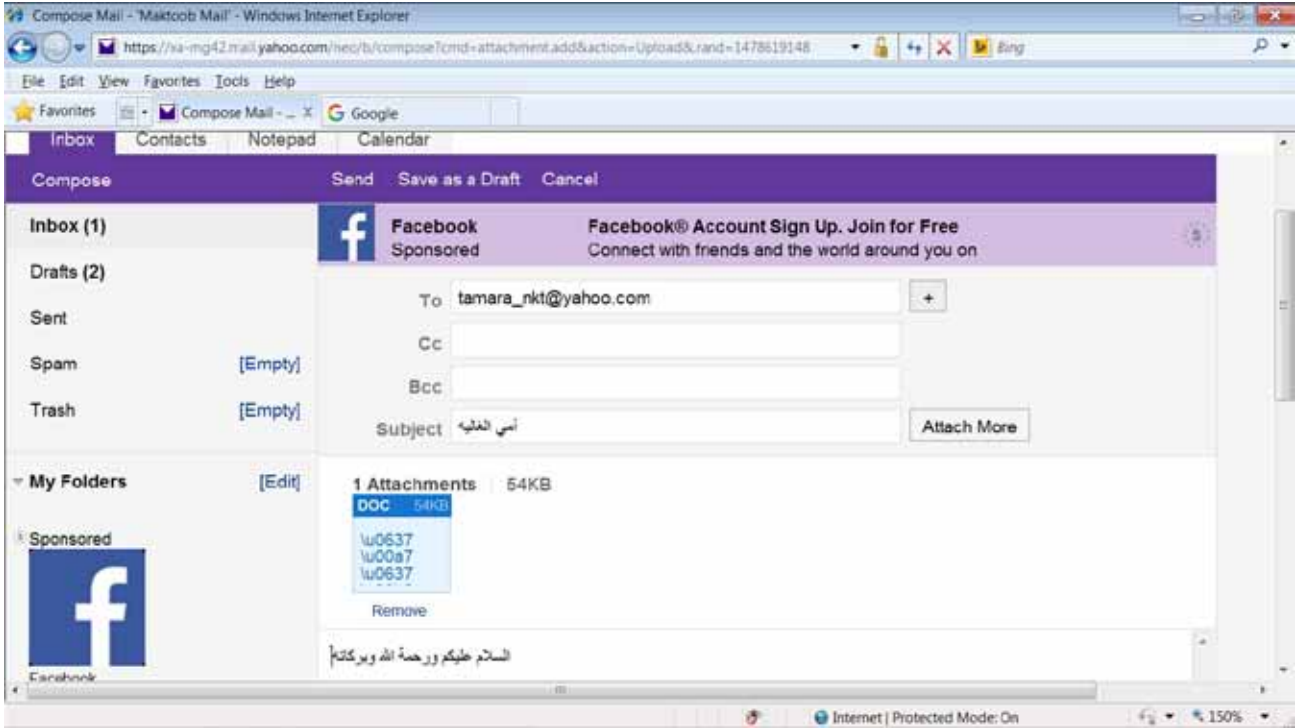 Compose Mail - 'Maktoob Mail' - Windows Internet Explorer
mail.yahoo.com/neo/b/compose?cmd=attachment.add&action=Upload&.rand=1478619148
Bing
File Edit View Favorites Tools Help
Favorites Compose Mail - ... X Google
Inbox Contacts Notepad Calendar
Compose Send Save as a Draft Cancel
Inbox (1)
Facebook Facebook® Account Sign Up. Join for Free
Sponsored Connect with friends and the world around you on
Drafts (2)
To tamara_nkt@yahoo.com +
Sent
Cc
Spam [Empty]
Bcc
Trash [Empty]
Subject أمي الغاليه Attach More
My Folders [Edit]
1 Attachments 54KB
DOC 54KB
\u0637
\u00a7
\u0637
Remove
Sponsored
Facebook
السلام عليكم ورحمة الله وبركاته
Internet | Protected Mode: On 150%